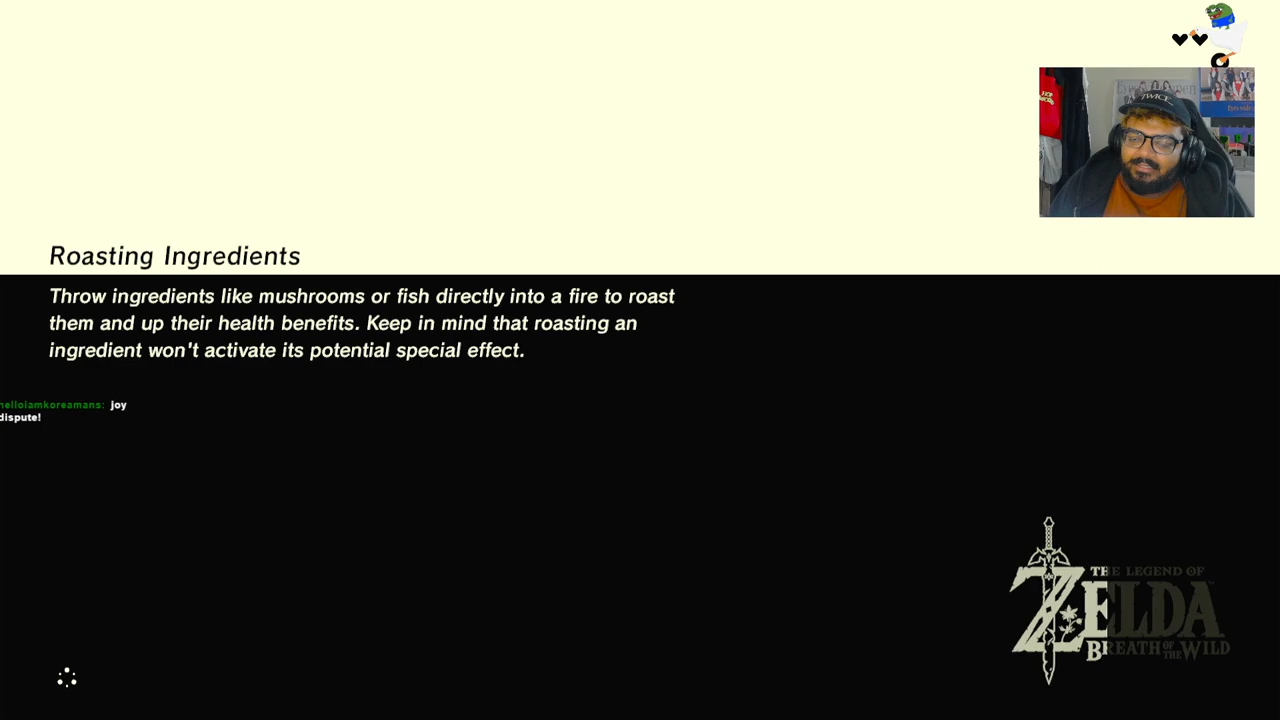 TWICE
Roasting Ingredients
Throw ingredients like mushrooms or fish directly into a fire to roast
them and up their health benefits. Keep in mind that roasting an
ingredient won't activate its potential special effect.
helloiamkoreamans: joy
dispute!
THE LEGEND OF
ZELDA
BREATH OF THE WILD